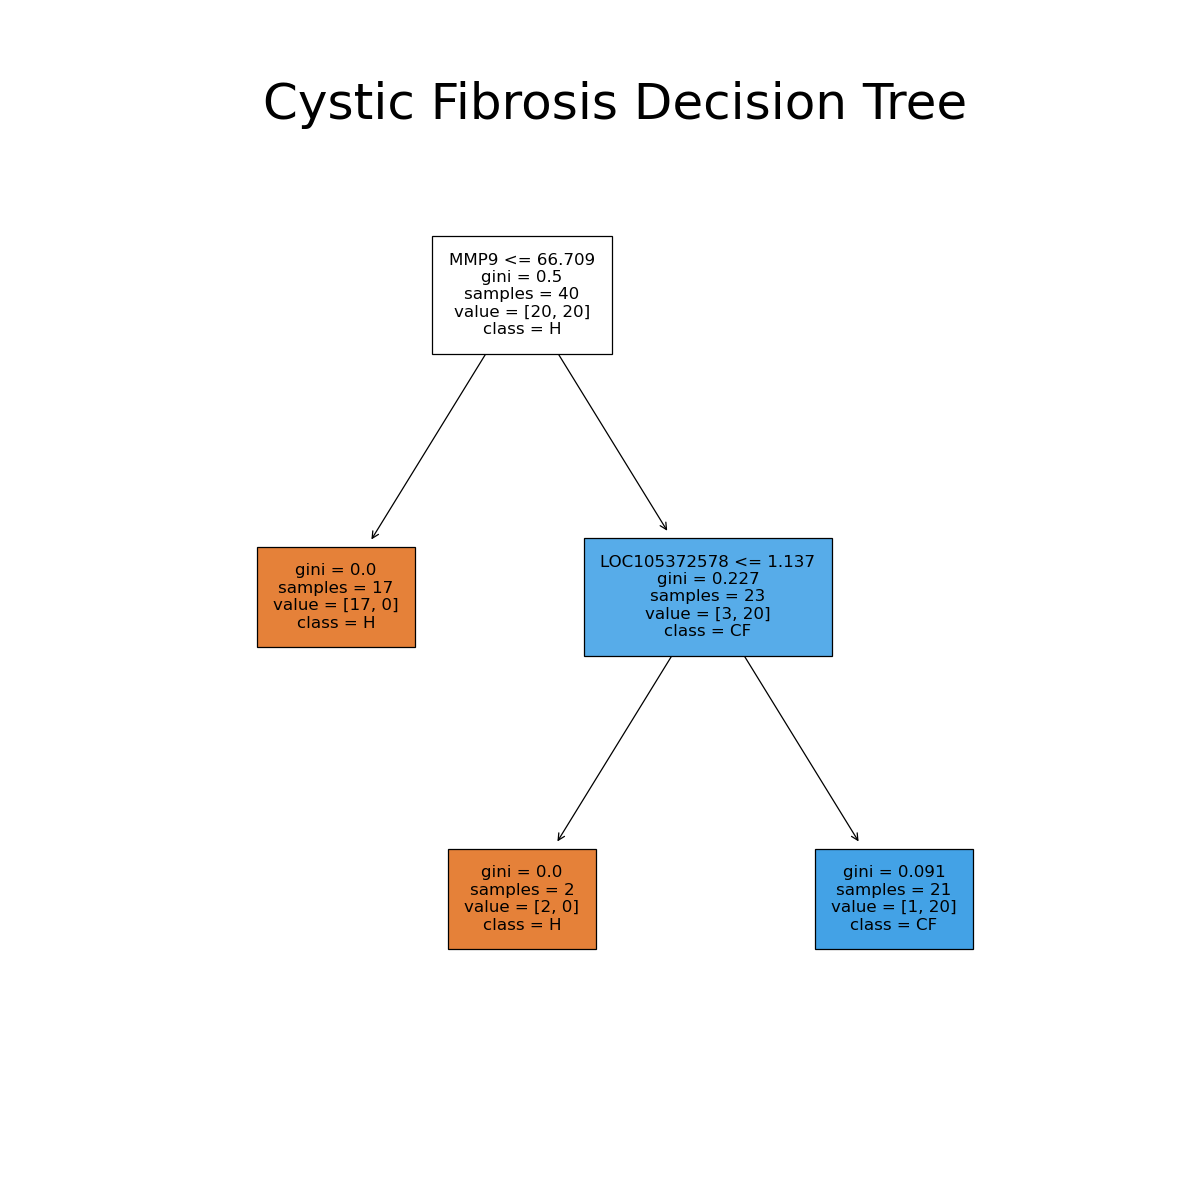 Cystic Fibrosis Decision Tree
MMP9 <= 66.709
gini = 0.5
samples = 40
value = [20, 20]
class = H
gini = 0.0
samples = 17
value = [17, 0]
class = H
LOC105372578 <= 1.137
gini = 0.227
samples = 23
value = [3, 20]
class = CF
gini = 0.0
samples = 2
value = [2, 0]
class = H
gini = 0.091
samples = 21
value = [1, 20]
class = CF